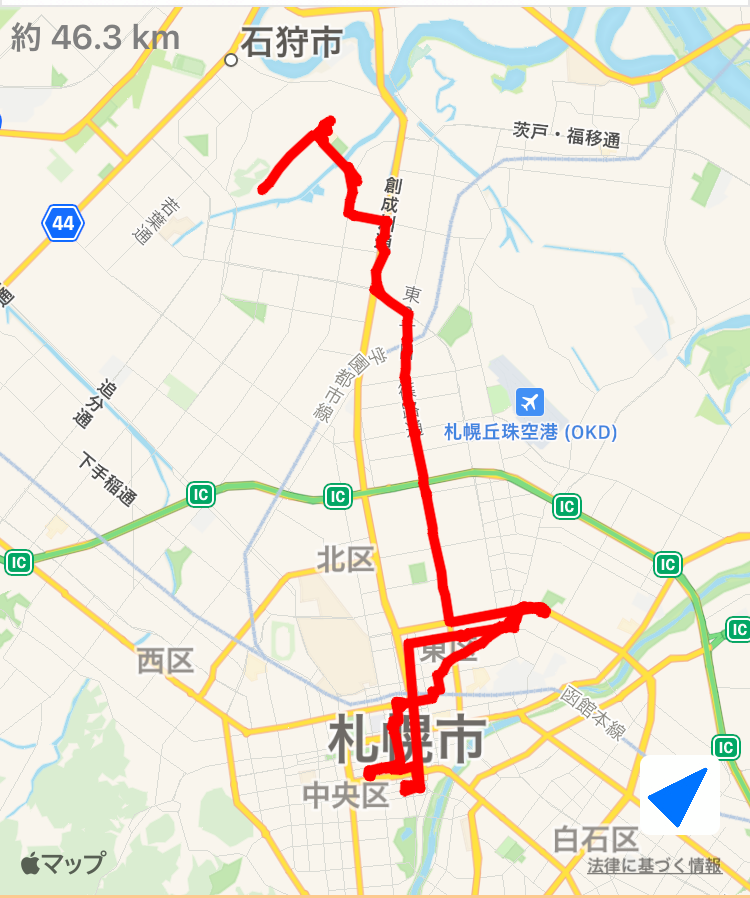 約 46.3 km
石狩市
茨戸・福移通
創成川通
若葉通
44
追分通
下手稲通
学園都市線
札幌丘珠空港 (OKD)
IC
IC
IC
IC
IC
IC
IC
北区
西区
東区
函館本線
札幌市
中央区
白石区
マップ
法律に基づく情報